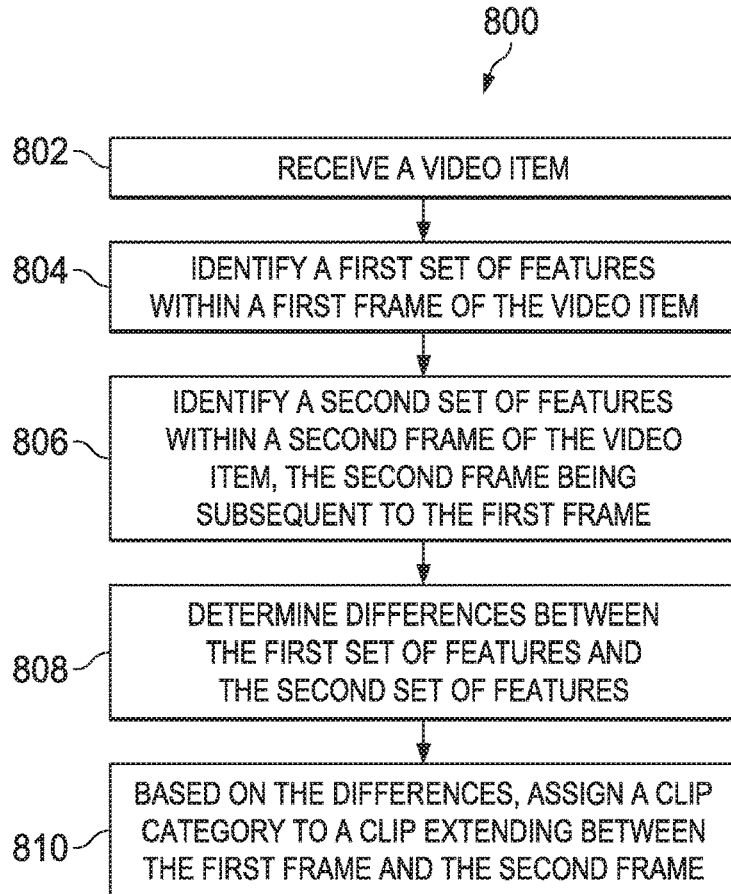 800
802
RECEIVE A VIDEO ITEM
804
IDENTIFY A FIRST SET OF FEATURES
WITHIN A FIRST FRAME OF THE VIDEO ITEM
806
IDENTIFY A SECOND SET OF FEATURES
WITHIN A SECOND FRAME OF THE VIDEO
ITEM, THE SECOND FRAME BEING
SUBSEQUENT TO THE FIRST FRAME
808
DETERMINE DIFFERENCES BETWEEN
THE FIRST SET OF FEATURES AND
THE SECOND SET OF FEATURES
810
BASED ON THE DIFFERENCES, ASSIGN A CLIP
CATEGORY TO A CLIP EXTENDING BETWEEN
THE FIRST FRAME AND THE SECOND FRAME